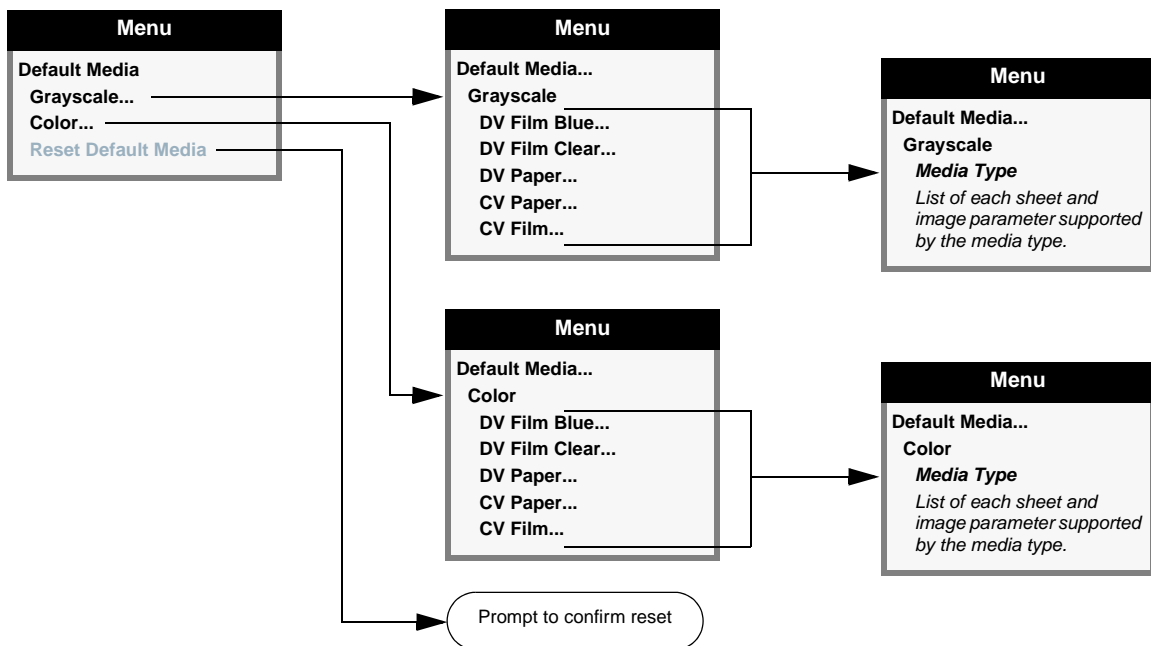 Menu
Default Media
Grayscale...
Color...
Reset Default Media
Menu
Default Media...
Grayscale
DV Film Blue...
DV Film Clear...
DV Paper...
CV Paper...
CV Film...
Menu
Default Media...
Grayscale
Media Type
List of each sheet and
image parameter supported
by the media type.
Menu
Default Media...
Color
DV Film Blue...
DV Film Clear...
DV Paper...
CV Paper...
CV Film...
Menu
Default Media...
Color
Media Type
List of each sheet and
image parameter supported
by the media type.
Prompt to confirm reset